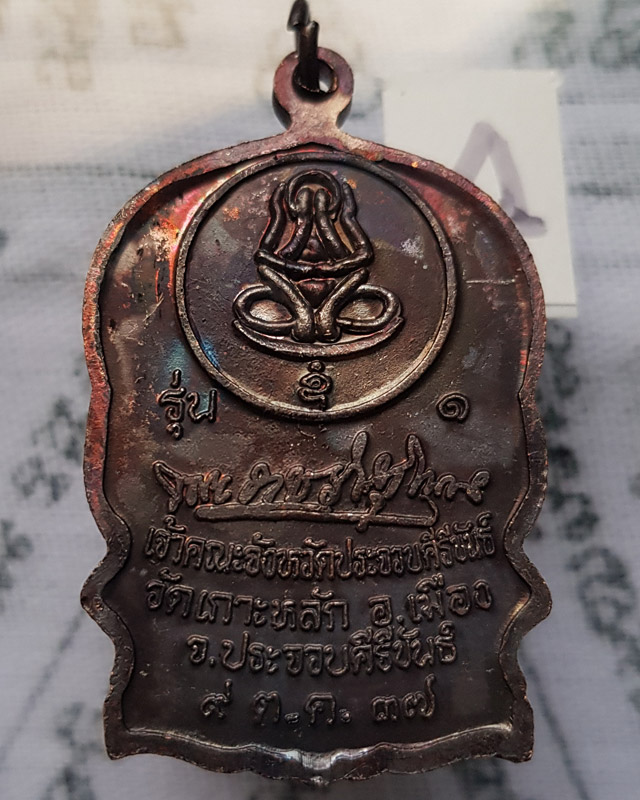 รุ่น ๑
เจ้าคณะจังหวัดประจวบคีรีขันธ์
วัดเกาะหลัก อ.เมือง
จ.ประจวบคีรีขันธ์
๙ ต.ค. ๓๗